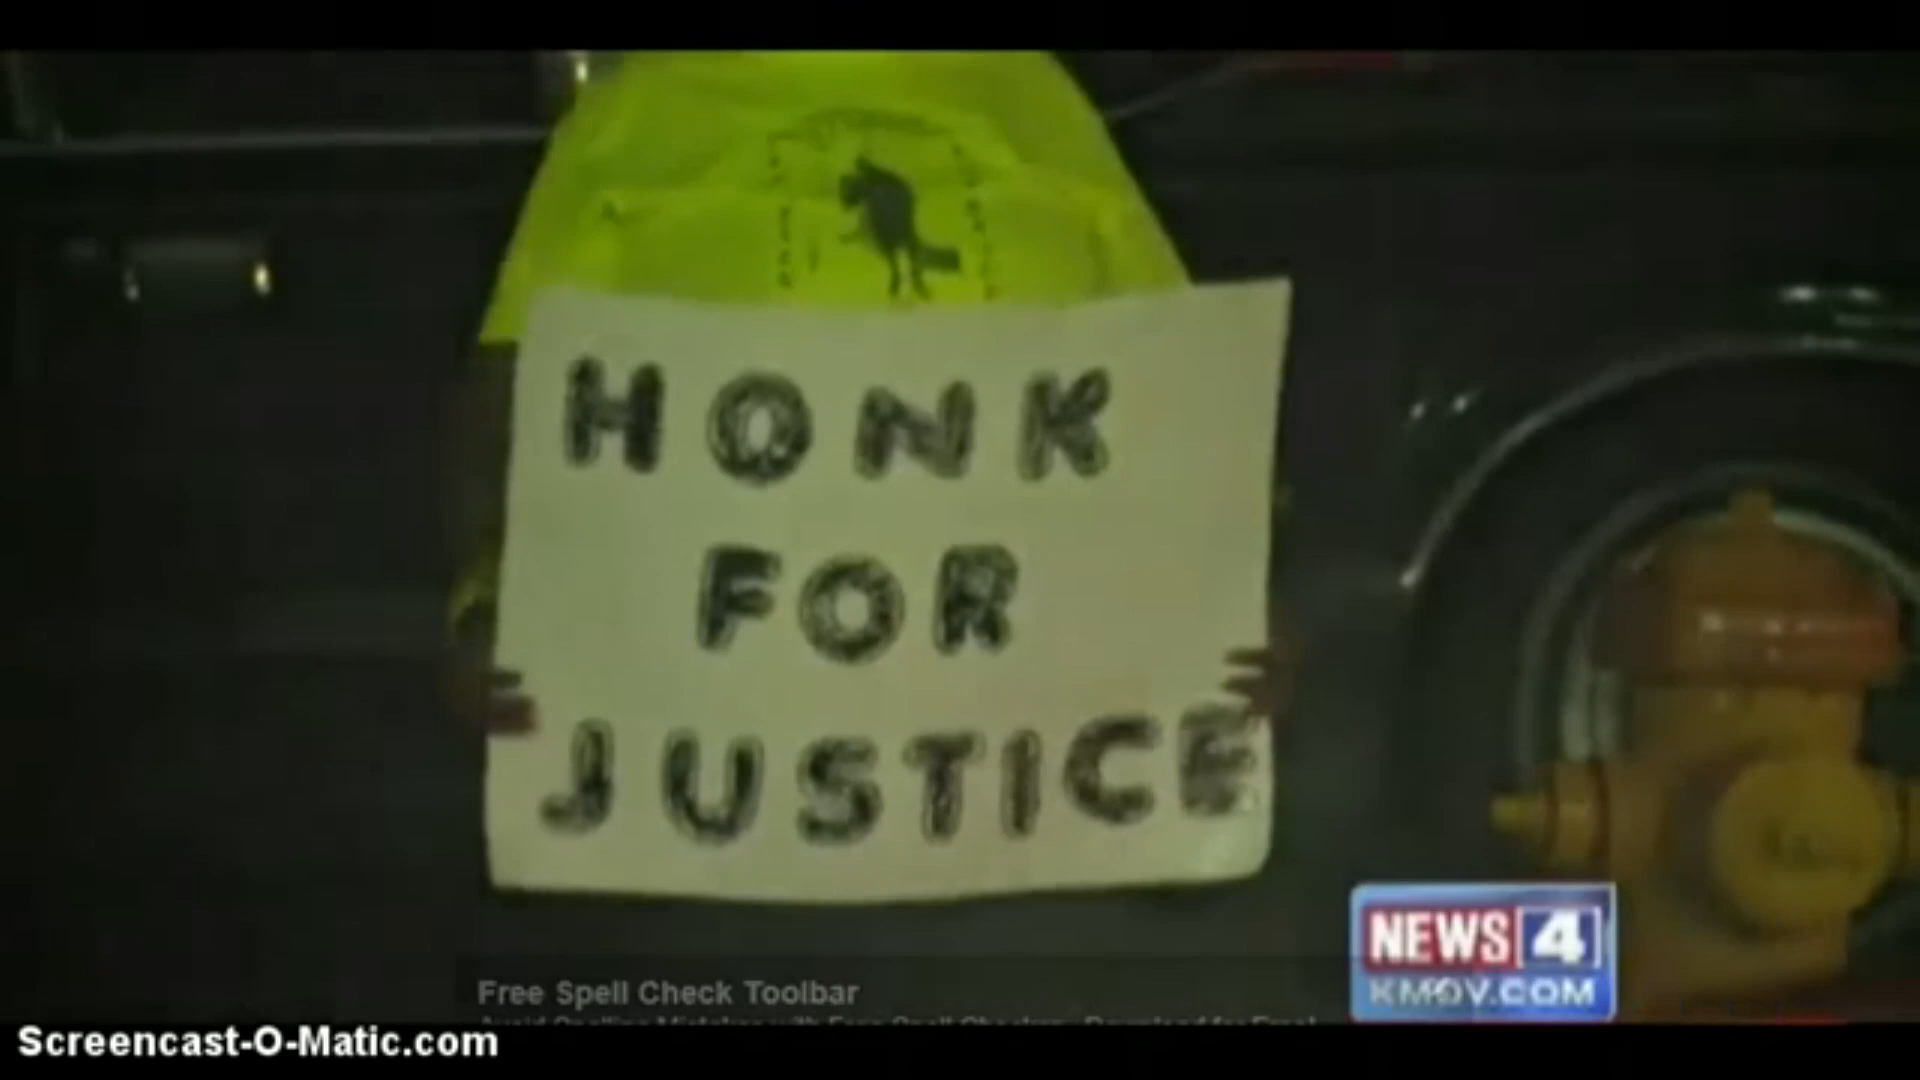 HONK
FOR
JUSTICE
NEWS 4
KMOV.COM
Free Spell Check Toolbar
Screencast-O-Matic.com